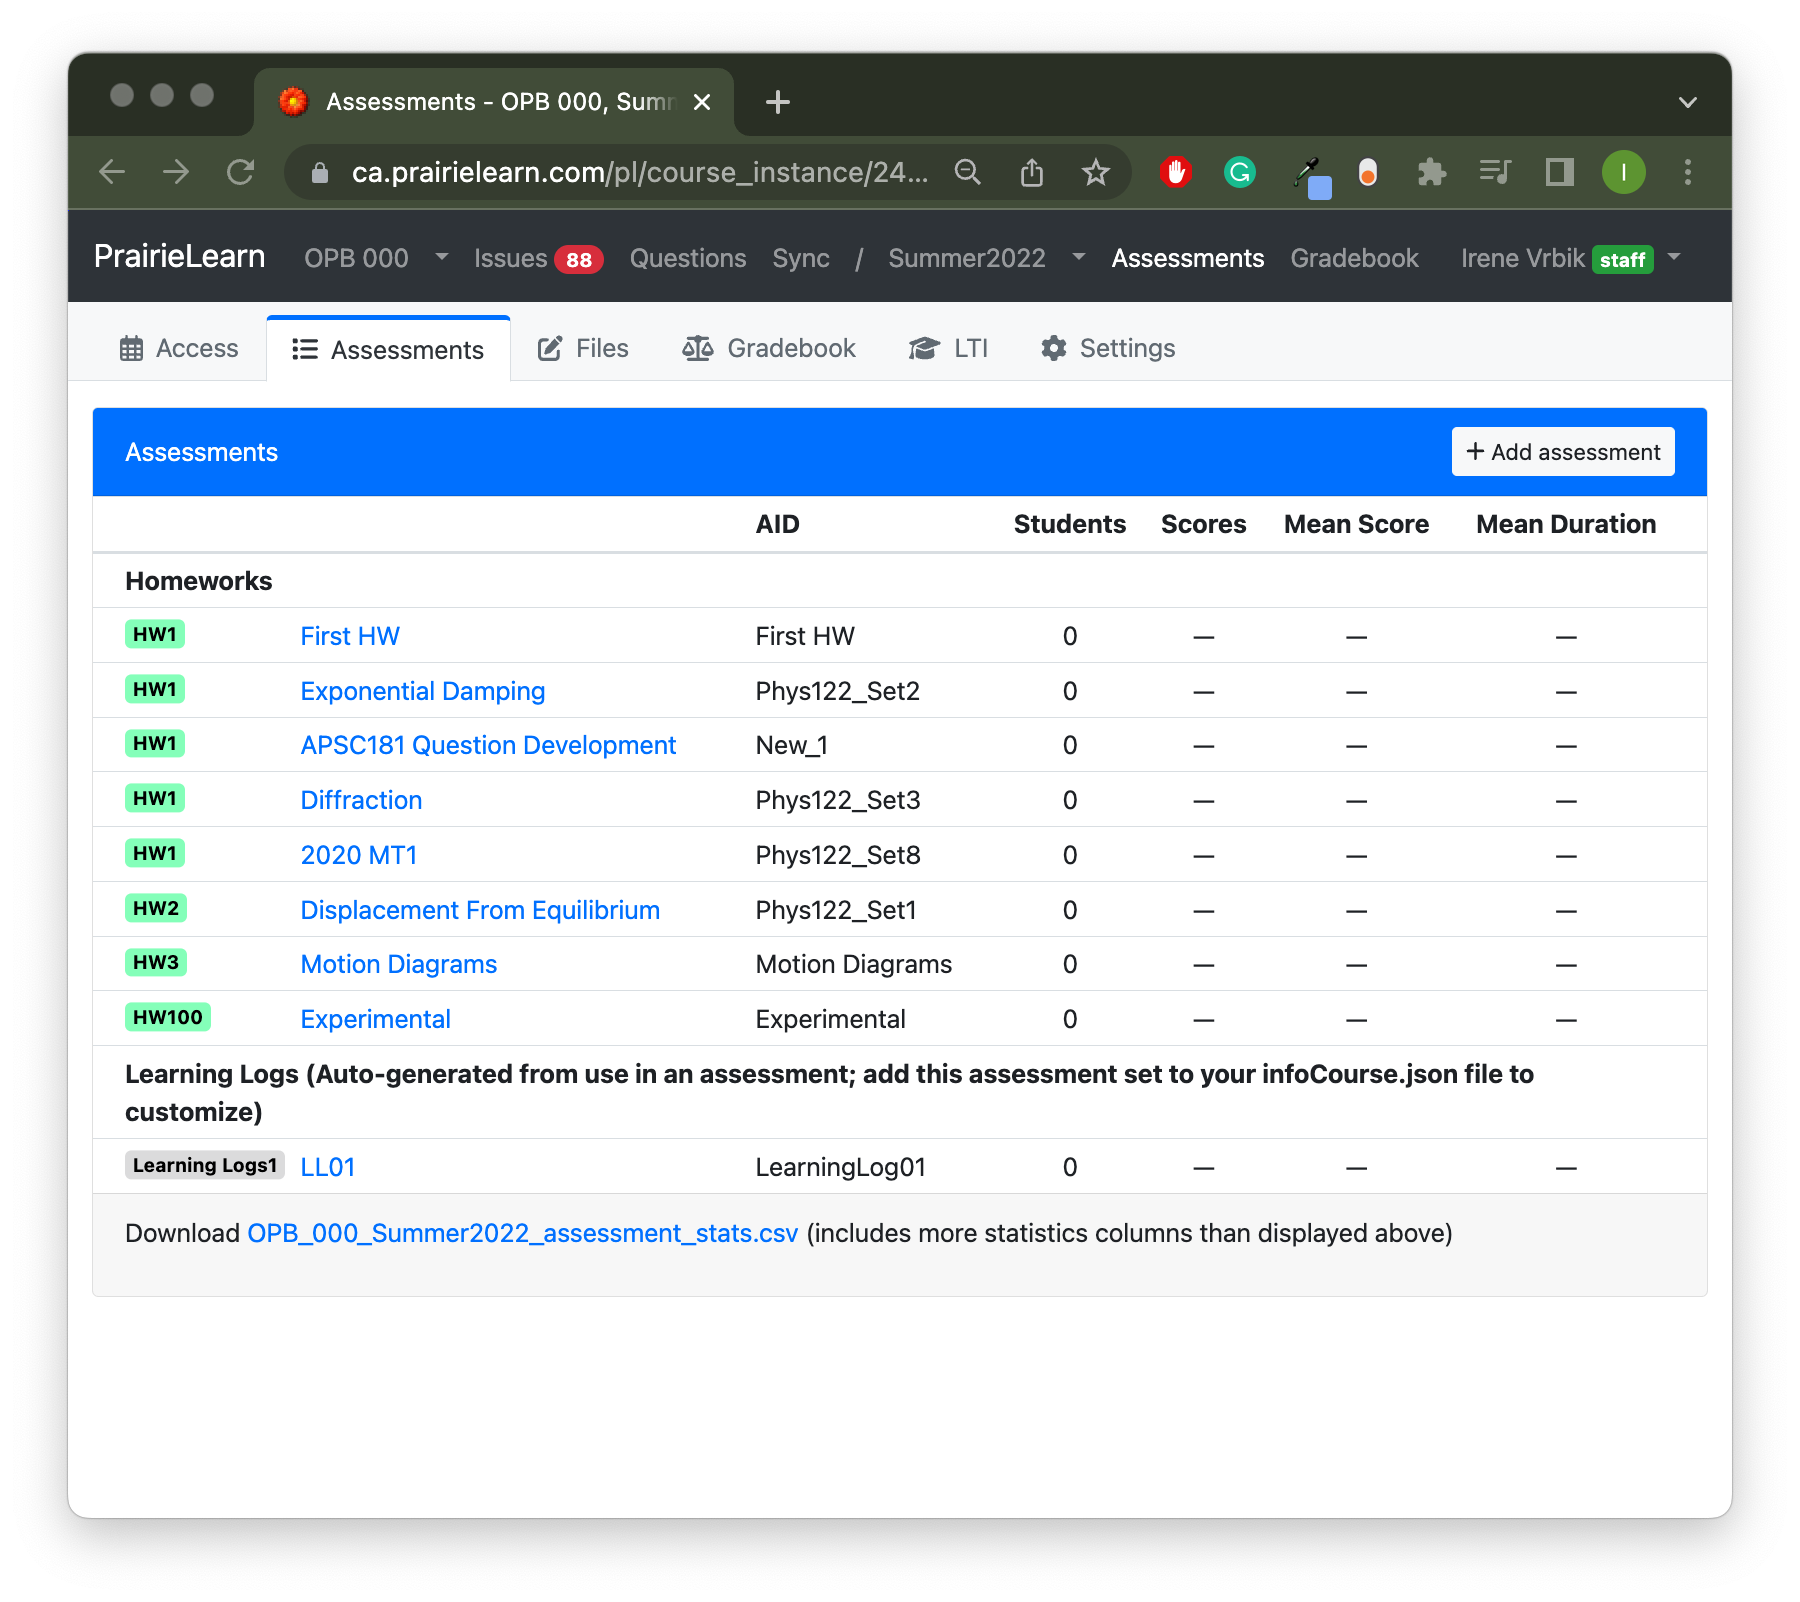 Assessments - OPB 000, Sum
ca.prairielearn.com/pl/course_instance/24...
I
PrairieLearn OPB 000 Issues 88 Questions Sync / Summer2022 Assessments Gradebook Irene Vrbik staff
Access Assessments Files Gradebook LTI Settings
Assessments + Add assessment
AID Students Scores Mean Score Mean Duration
Homeworks
HW1 First HW First HW 0 — — —
HW1 Exponential Damping Phys122_Set2 0 — — —
HW1 APSC181 Question Development New_1 0 — — —
HW1 Diffraction Phys122_Set3 0 — — —
HW1 2020 MT1 Phys122_Set8 0 — — —
HW2 Displacement From Equilibrium Phys122_Set1 0 — — —
HW3 Motion Diagrams Motion Diagrams 0 — — —
HW100 Experimental Experimental 0 — — —
Learning Logs (Auto-generated from use in an assessment; add this assessment set to your infoCourse.json file to
customize)
Learning Logs1 LL01 LearningLog01 0 — — —
Download OPB_000_Summer2022_assessment_stats.csv (includes more statistics columns than displayed above)